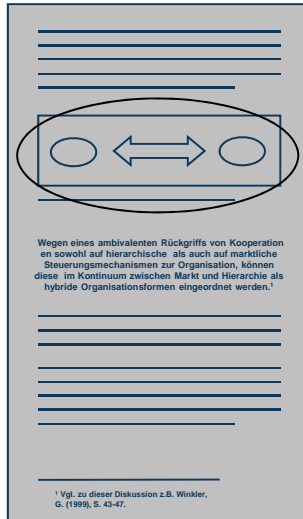 Wegen eines ambivalenten Rückgriffs von Kooperation
en sowohl auf hierarchische als auch auf marktliche
Steuerungsmechanismen zur Organisation, können
diese im Kontinuum zwischen Markt und Hierarchie als
hybride Organisationsformen eingeordnet werden.¹
¹ Vgl. zu dieser Diskussion z.B. Winkler,
G. (1999), S. 43-47.